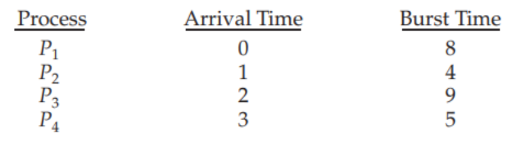 Process Arrival Time Burst Time
P1 0 8
P2 1 4
P3 2 9
P4 3 5